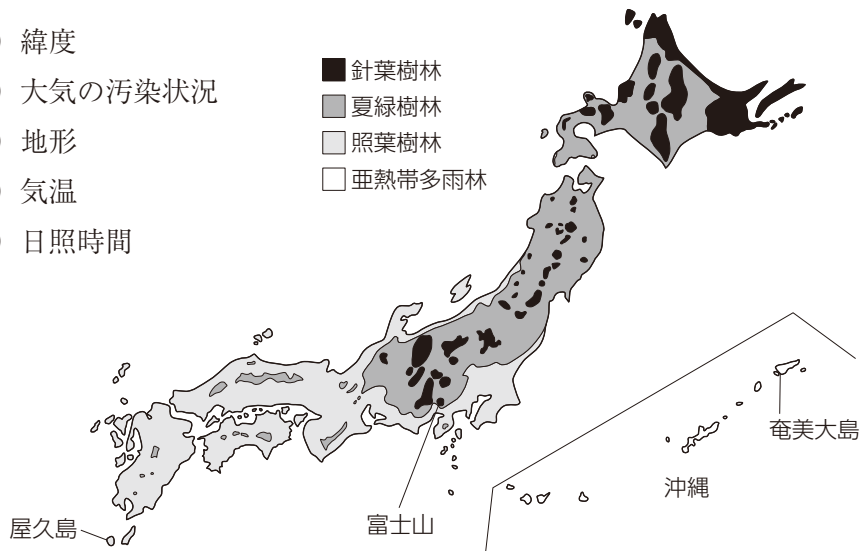 緯度
大気の汚染状況
地形
気温
日照時間
針葉樹林
夏緑樹林
照葉樹林
亜熱帯多雨林
奄美大島
沖縄
富士山
屋久島